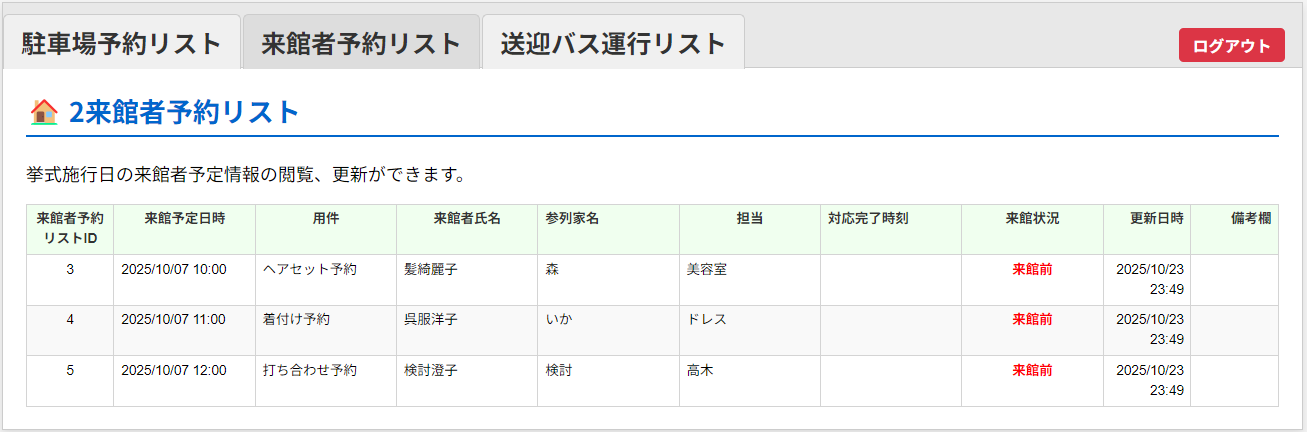 駐車場予約リスト 来館者予約リスト 送迎バス運行リスト ログアウト
2来館者予約リスト
挙式施行日の来館者予定情報の閲覧、更新ができます。
来館者予約 来館予定日時 用件 来館者氏名 参列家名 担当 対応完了時刻 来館状況 更新日時 備考欄
リストID
3 2025/10/07 10:00 ヘアセット予約 髪綺麗子 森 美容室 来館前 2025/10/23
23:49
4 2025/10/07 11:00 着付け予約 呉服洋子 いか ドレス 来館前 2025/10/23
23:49
5 2025/10/07 12:00 打ち合わせ予約 検討澄子 検討 高木 来館前 2025/10/23
23:49